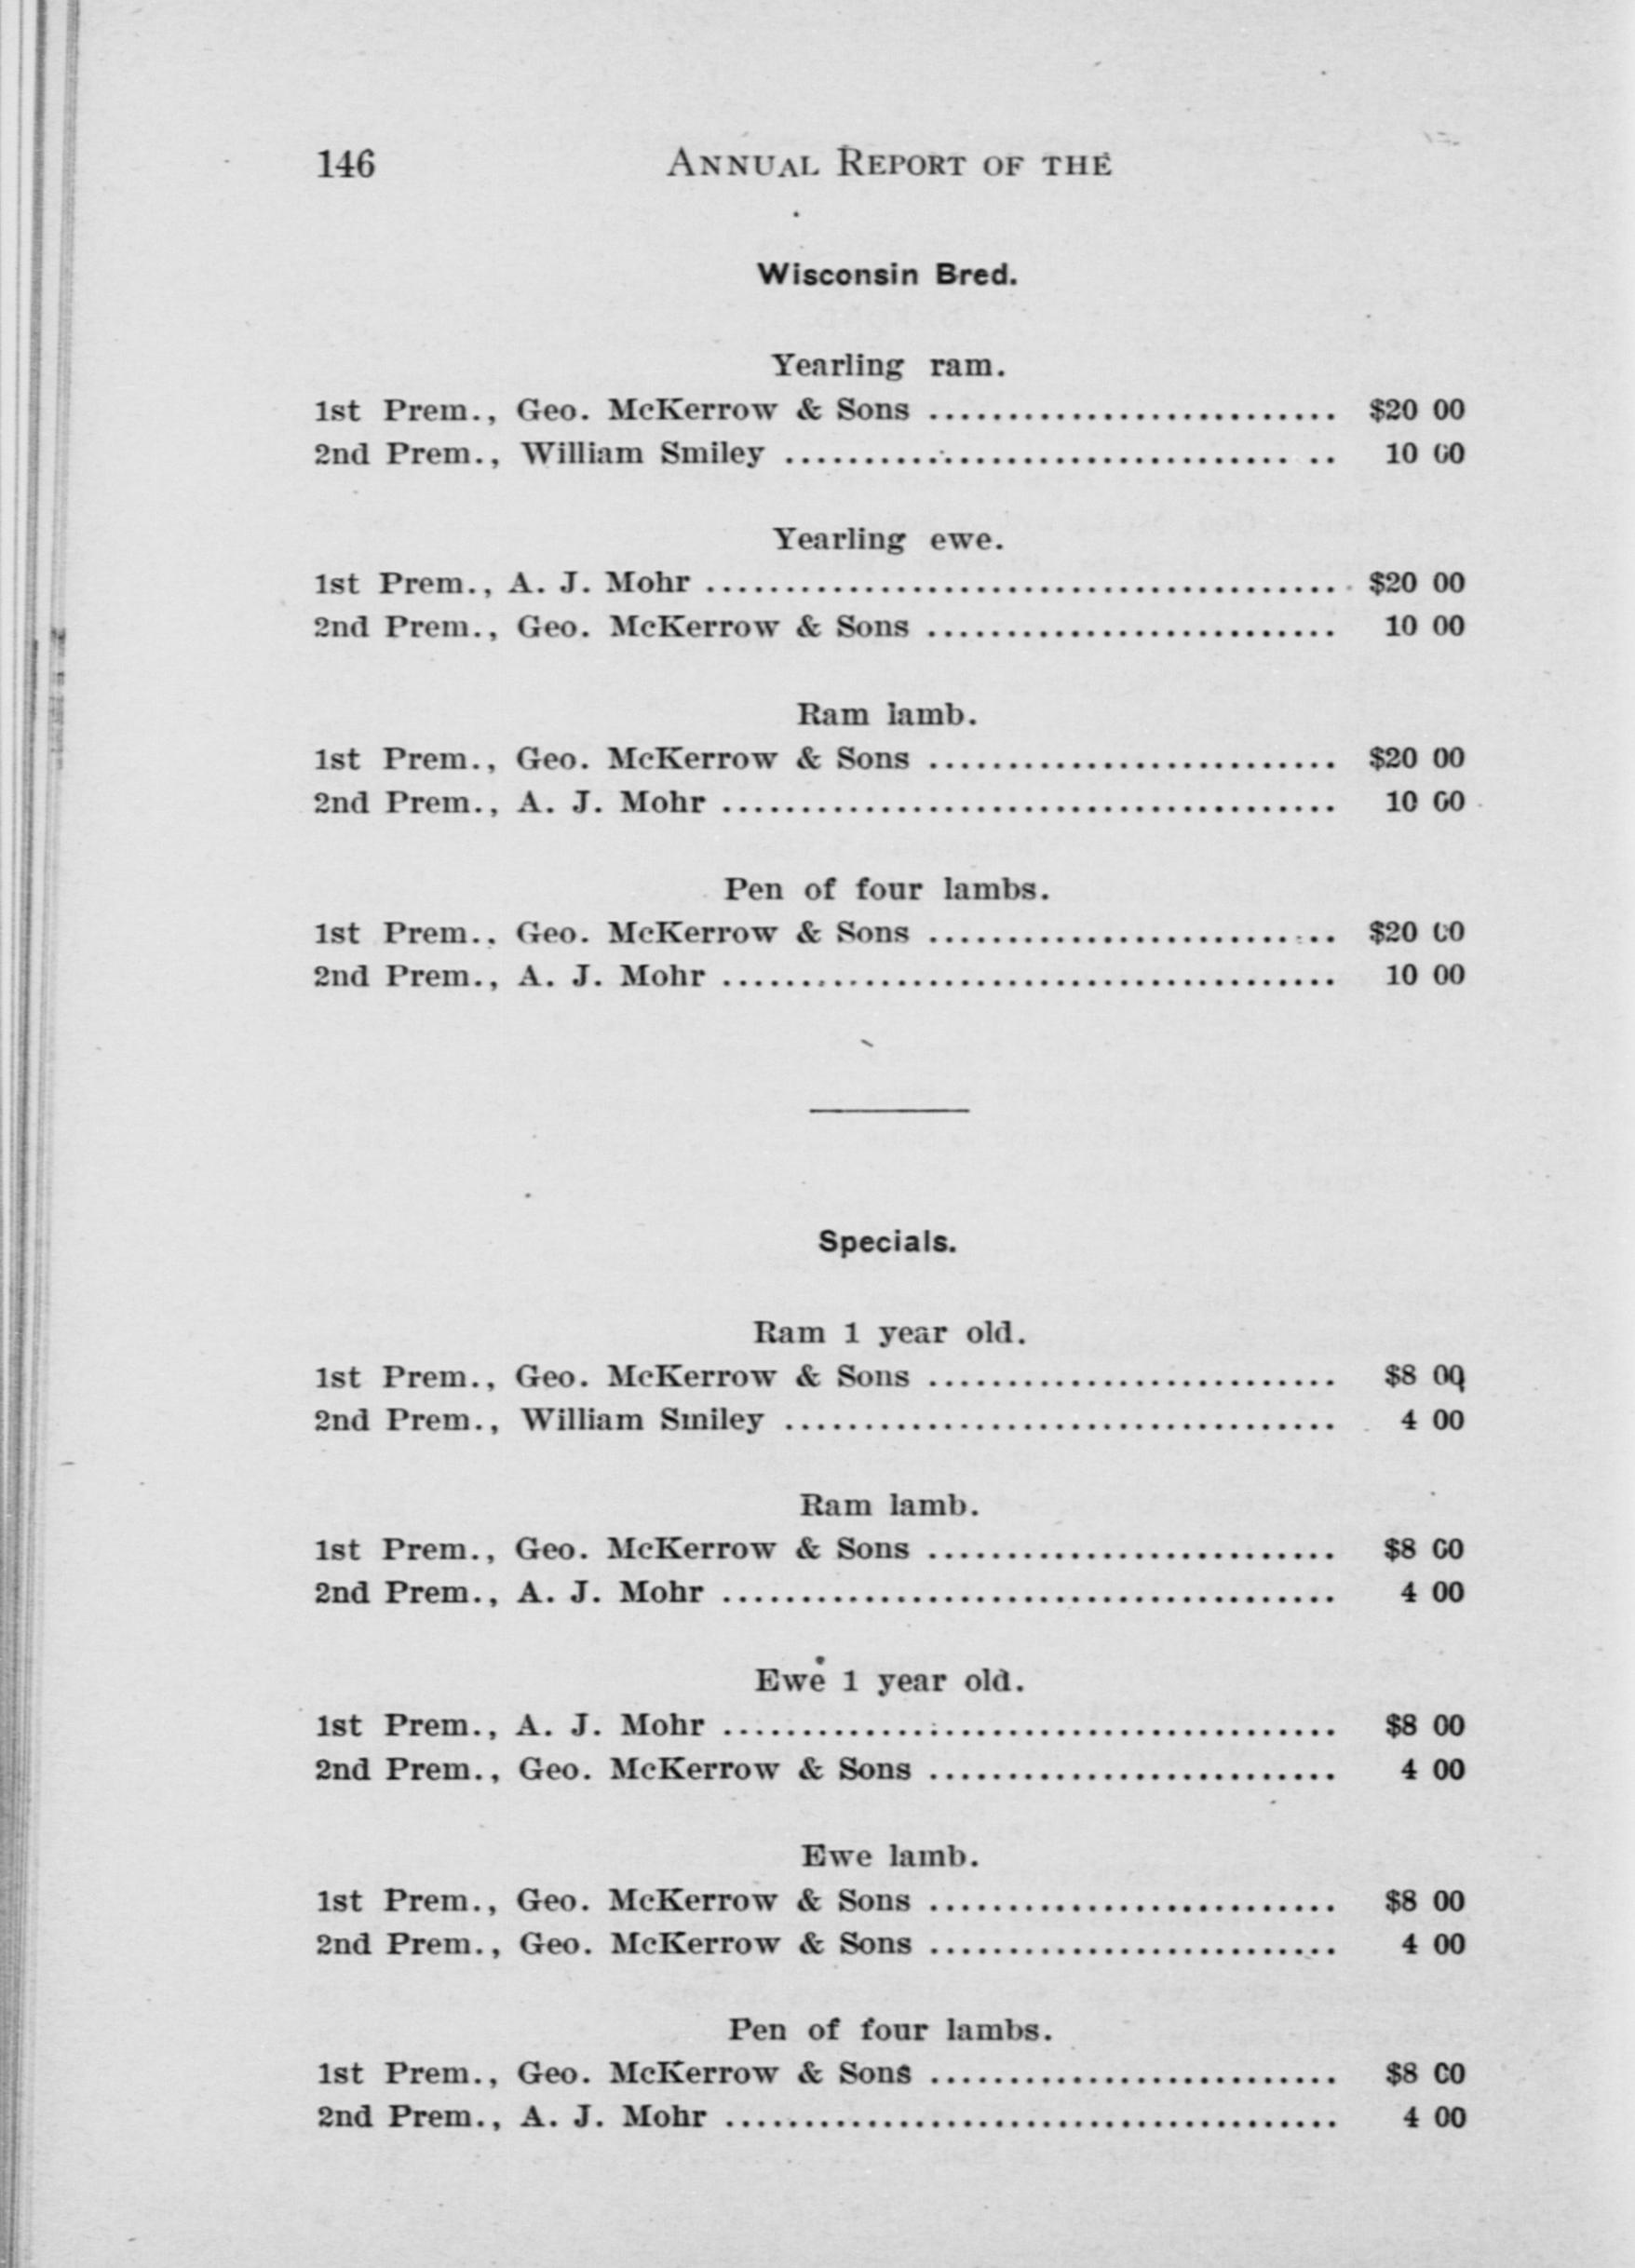 146 ANNUAL REPORT OF THE
Wisconsin Bred.
Yearling ram.
1st Prem., Geo. McKerrow & Sons .......................... $20 00
2nd Prem., William Smiley ................................... 10 00
Yearling ewe.
1st Prem., A. J. Mohr ........................................ $20 00
2nd Prem., Geo. McKerrow & Sons .......................... 10 00
Ram lamb.
1st Prem., Geo. McKerrow & Sons .......................... $20 00
2nd Prem., A. J. Mohr ....................................... 10 00
Pen of four lambs.
1st Prem., Geo. McKerrow & Sons .......................... $20 00
2nd Prem., A. J. Mohr ....................................... 10 00
Specials.
Ram 1 year old.
1st Prem., Geo. McKerrow & Sons .......................... $8 00
2nd Prem., William Smiley ................................... 4 00
Ram lamb.
1st Prem., Geo. McKerrow & Sons .......................... $8 00
2nd Prem., A. J. Mohr ....................................... 4 00
Ewe 1 year old.
1st Prem., A. J. Mohr ....................................... $8 00
2nd Prem., Geo. McKerrow & Sons .......................... 4 00
Ewe lamb.
1st Prem., Geo. McKerrow & Sons .......................... $8 00
2nd Prem., Geo. McKerrow & Sons .......................... 4 00
Pen of four lambs.
1st Prem., Geo. McKerrow & Sons .......................... $8 00
2nd Prem., A. J. Mohr ....................................... 4 00